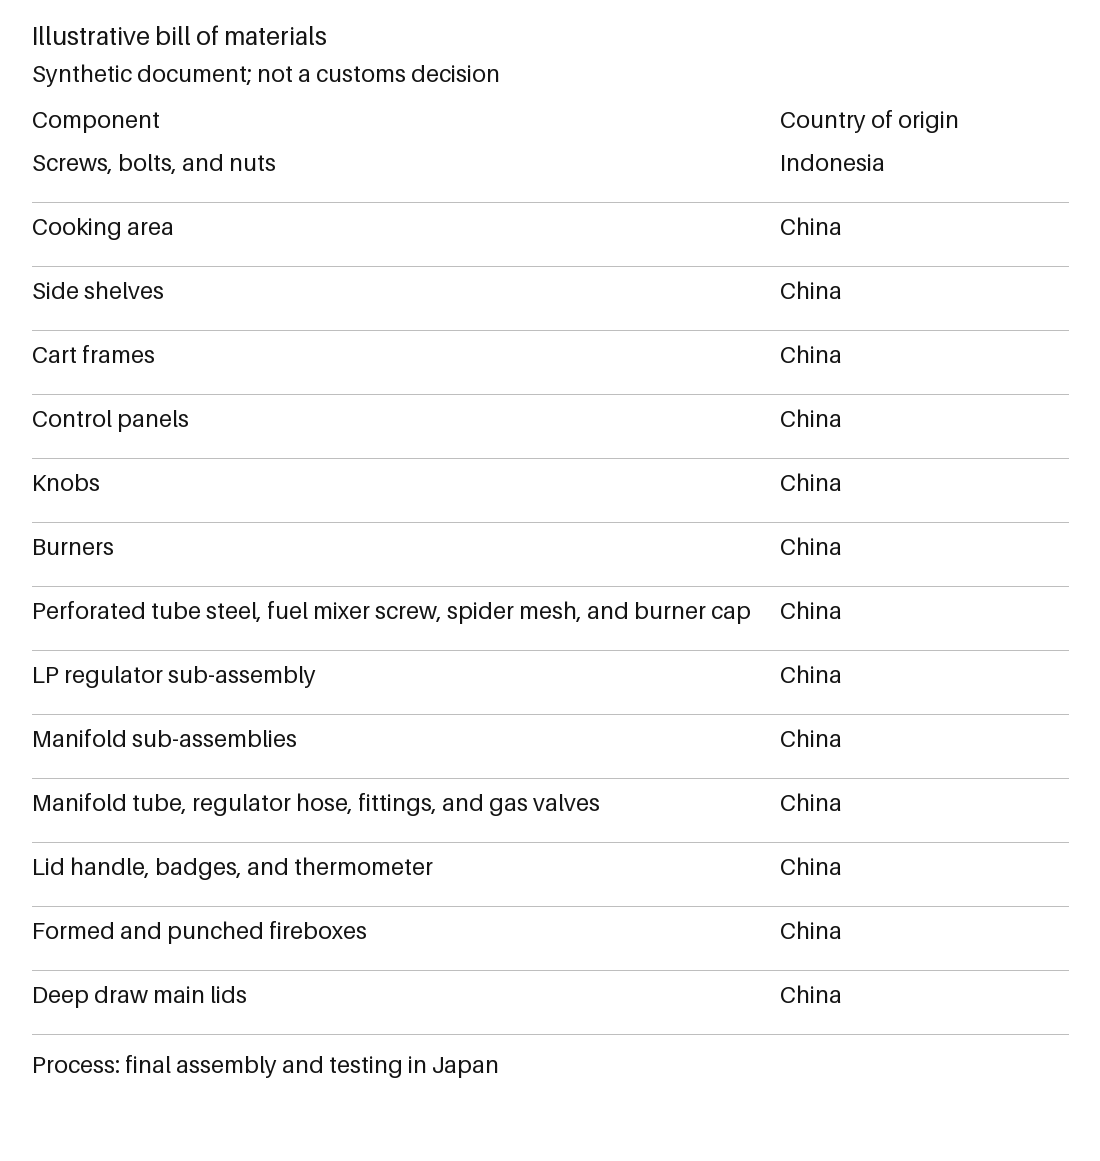 Illustrative bill of materials
Synthetic document; not a customs decision
Component Country of origin
Screws, bolts, and nuts Indonesia
Cooking area China
Side shelves China
Cart frames China
Control panels China
Knobs China
Burners China
Perforated tube steel, fuel mixer screw, spider mesh, and burner cap China
LP regulator sub-assembly China
Manifold sub-assemblies China
Manifold tube, regulator hose, fittings, and gas valves China
Lid handle, badges, and thermometer China
Formed and punched fireboxes China
Deep draw main lids China
Process: final assembly and testing in Japan